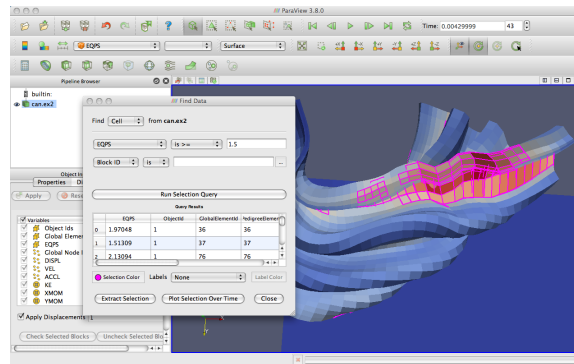 ParaView 3.8.0
Time: 0.00429999 43
EQPS Surface
Pipeline Browser
builtin:
can.ex2
Find Data
Find Cell from can.ex2
EQPS is >= 1.5
Block ID is ...
Run Selection Query
Query Results
EQPS ObjectId GlobalElementId
0 1.97048 1 36 36
1 1.51309 1 37 37
2 2.13094 1 76 76
Selection Color Labels None Label Color
Extract Selection Plot Selection Over Time Close
Object In
Properties
Apply Rese
Variables
Object Ids
Global Elemen
EQPS
Global Node I
DISPL
VEL
ACCL
KE
XMOM
YMOM
Apply Displacements 1
Check Selected Blocks Uncheck Selected Blo